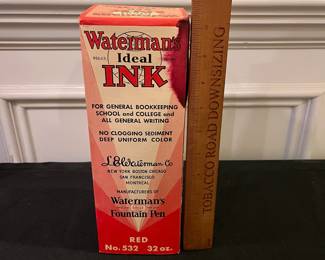 Waterman's
Ideal
INK
FOR GENERAL BOOKKEEPING
SCHOOL and COLLEGE and
ALL GENERAL WRITING
NO CLOGGING SEDIMENT
DEEP UNIFORM COLOR
L.E. Waterman Co
NEW YORK BOSTON CHICAGO
SAN FRANCISCO
MONTREAL
MANUFACTURERS OF
Waterman's
Fountain Pen
RED
No. 532 32 oz.
TOBACCO ROAD DOWNSIZING